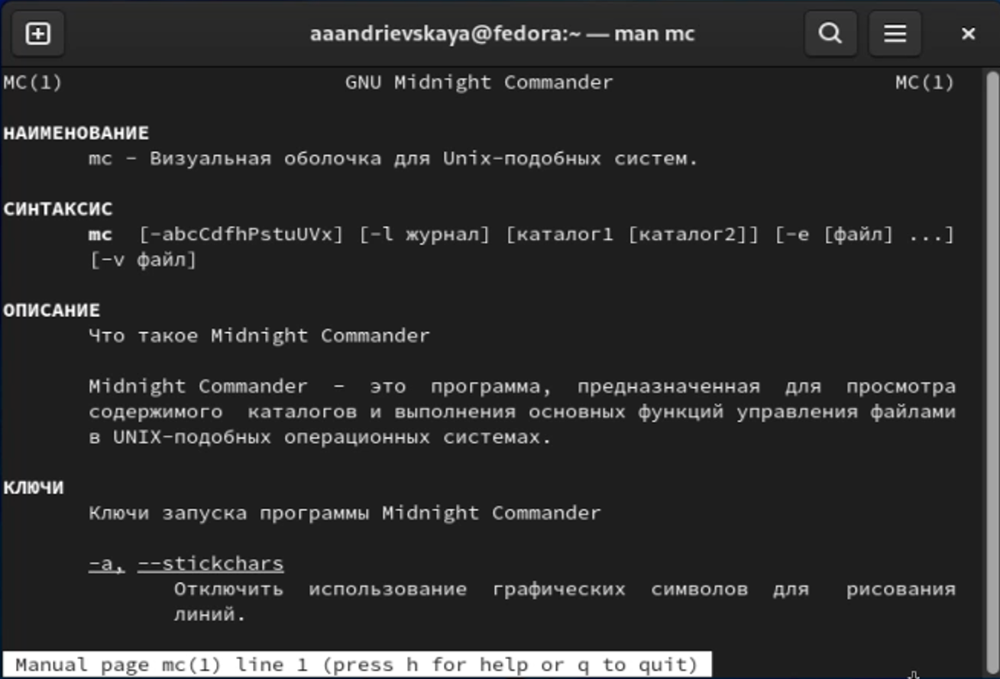 aaandrievskaya@fedora:~ — man mc
MC(1) GNU Midnight Commander MC(1)
НАИМЕНОВАНИЕ
mc - Визуальная оболочка для Unix-подобных систем.
СИНТАКСИС
mc [-abcCdfhPstuUVx] [-l журнал] [каталог1 [каталог2]] [-e [файл] ...]
[-v файл]
ОПИСАНИЕ
Что такое Midnight Commander
Midnight Commander - это программа, предназначенная для просмотра
содержимого каталогов и выполнения основных функций управления файлами
в UNIX-подобных операционных системах.
КЛЮЧИ
Ключи запуска программы Midnight Commander
-a, --stickchars
Отключить использование графических символов для рисования
линий.
Manual page mc(1) line 1 (press h for help or q to quit)